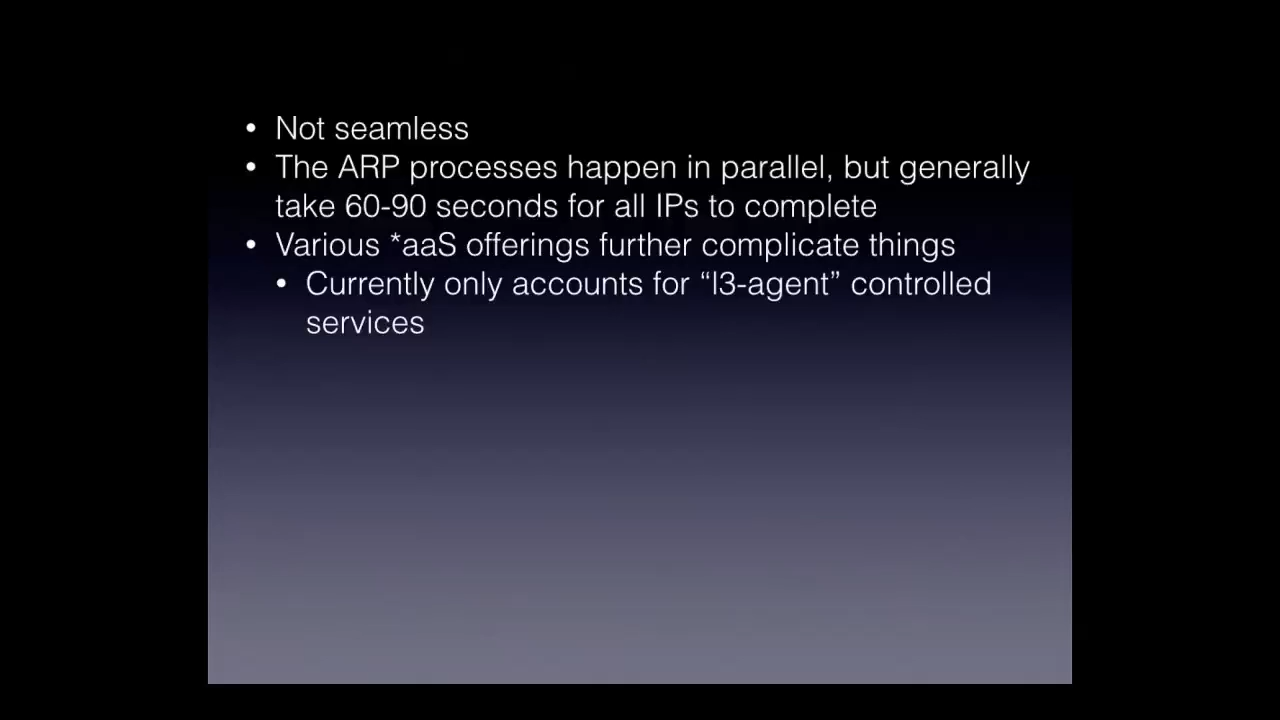 • Not seamless
• The ARP processes happen in parallel, but generally
take 60-90 seconds for all IPs to complete
• Various *aaS offerings further complicate things
• Currently only accounts for “l3-agent” controlled
services